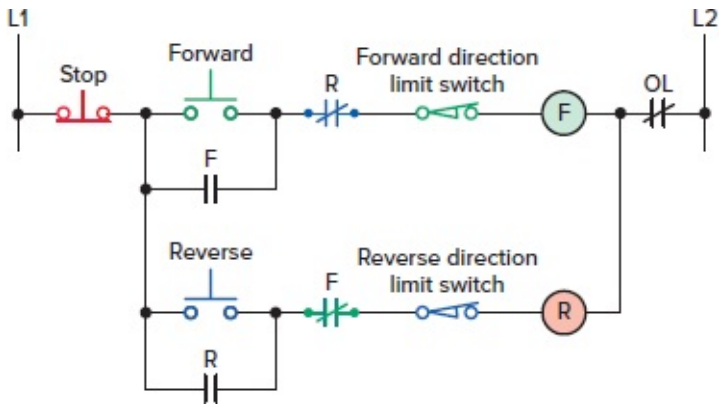 L1
L2
Stop
Forward
R
Forward direction
limit switch
F
OL
F
Reverse
F
Reverse direction
limit switch
R
R